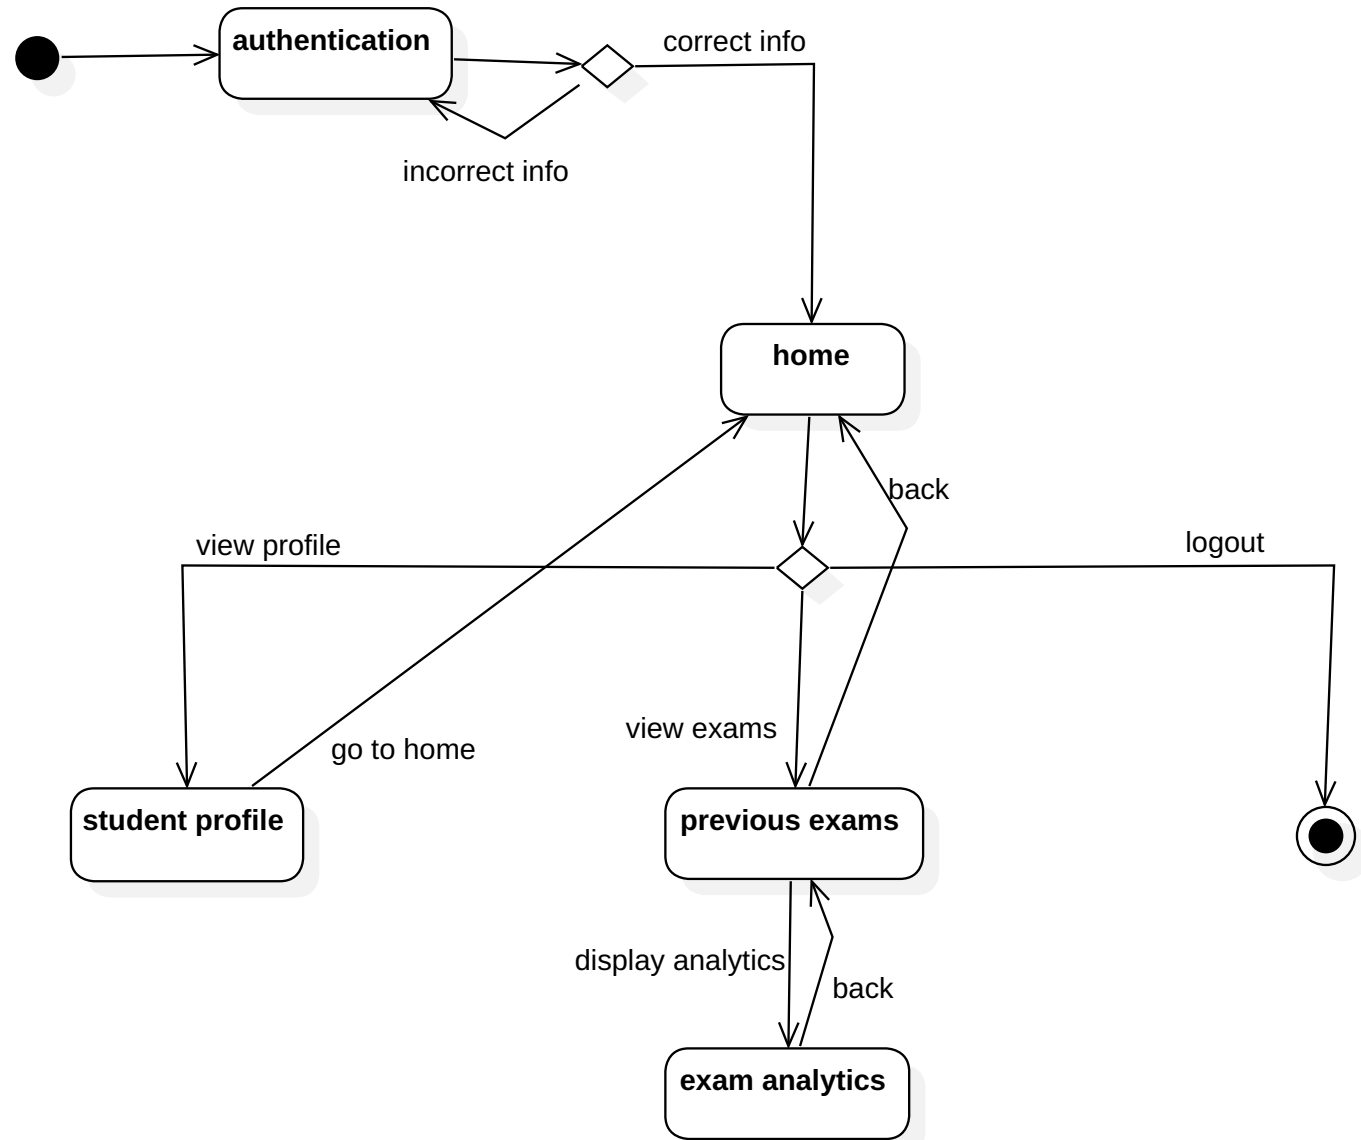 authentication
correct info
incorrect info
home
back
view profile
logout
view exams
go to home
student profile
previous exams
display analytics
back
exam analytics